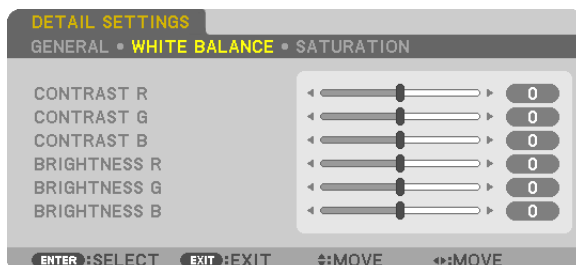 DETAIL SETTINGS
GENERAL • WHITE BALANCE • SATURATION
CONTRAST R 0
CONTRAST G 0
CONTRAST B 0
BRIGHTNESS R 0
BRIGHTNESS G 0
BRIGHTNESS B 0
ENTER :SELECT EXIT :EXIT :MOVE :MOVE